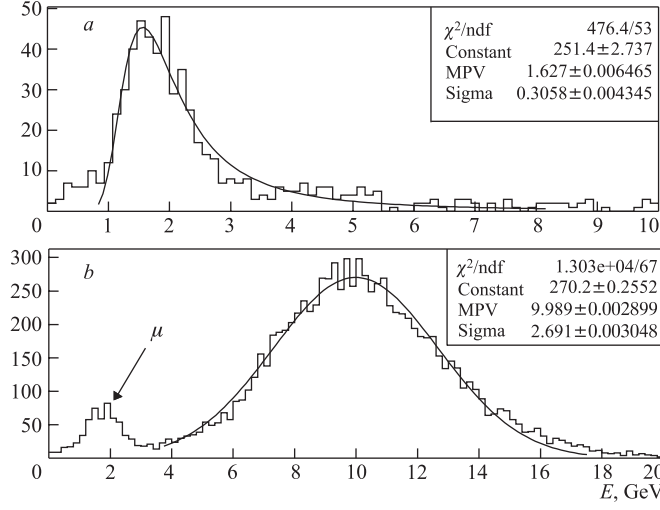 50
a
χ²/ndf 476.4/53
Constant 251.4±2.737
MPV 1.627±0.006465
Sigma 0.3058±0.004345
40
30
20
10
0 1 2 3 4 5 6 7 8 9 10
300
b
χ²/ndf 1.303e+04/67
Constant 270.2±0.2552
MPV 9.989±0.002899
Sigma 2.691±0.003048
250
200
μ
150
100
50
0 2 4 6 8 10 12 14 16 18 20
E, GeV